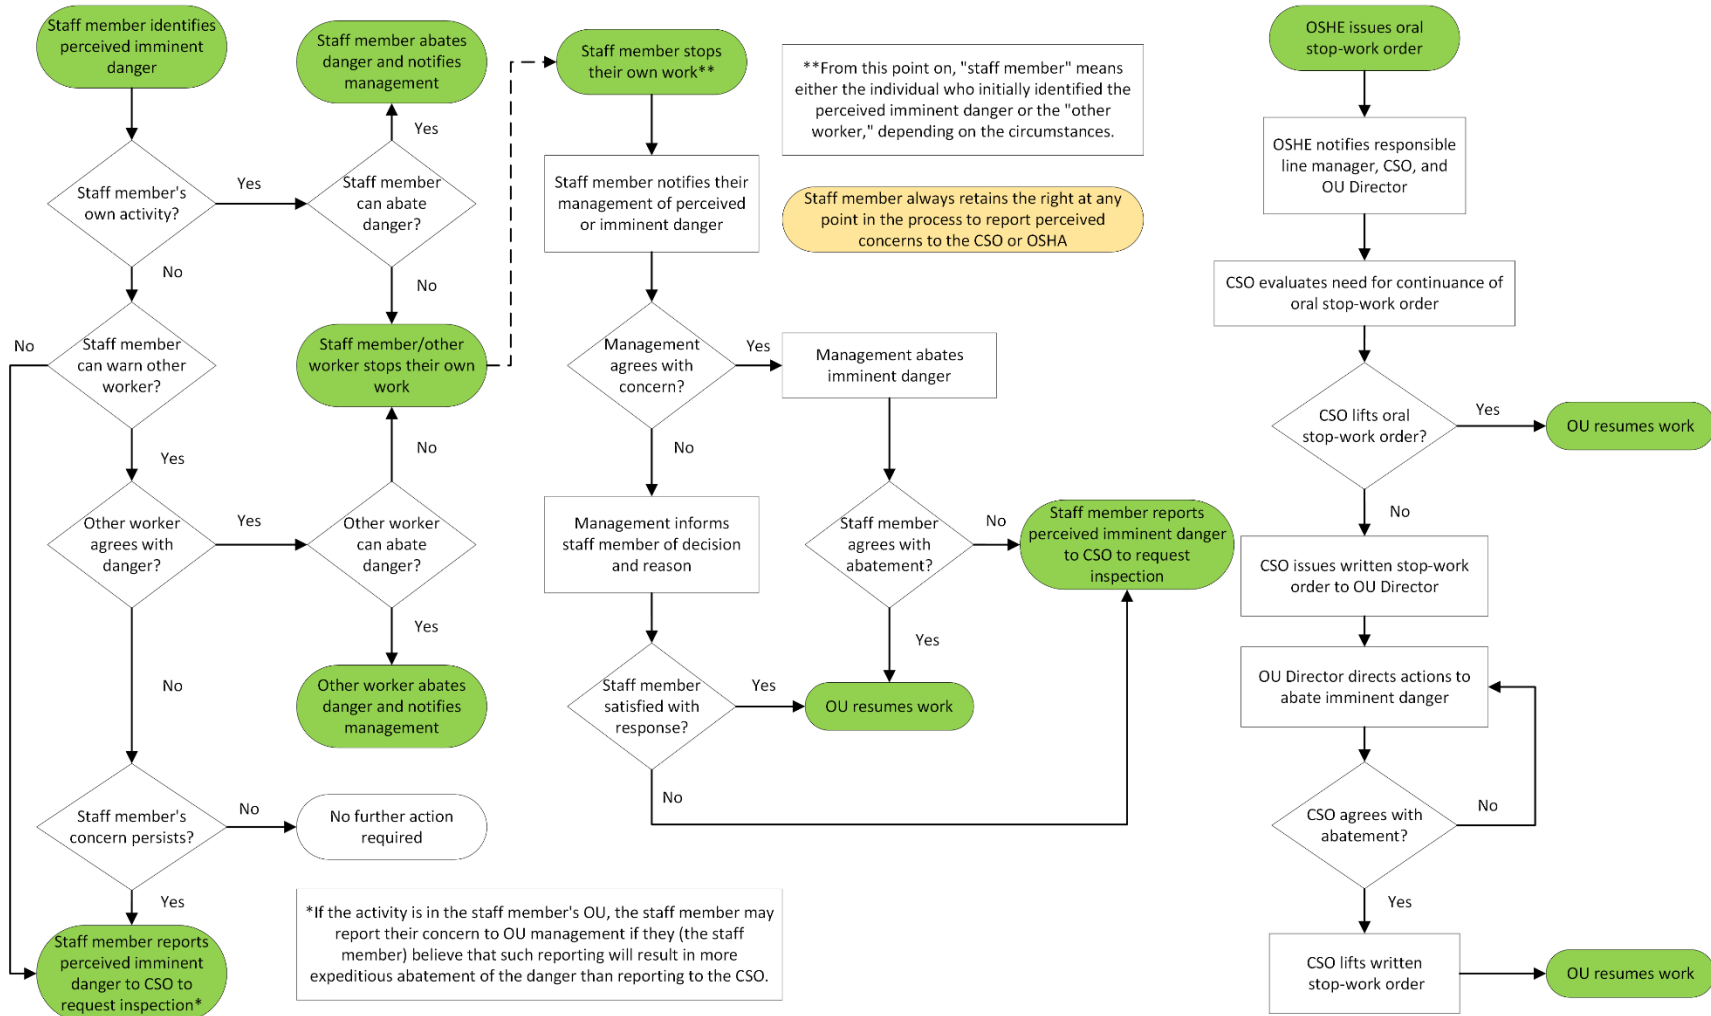 Staff member identifies
perceived imminent
danger
Staff member's
own activity?
Yes
No
Staff member
can warn other
worker?
No
Yes
Other worker
agrees with
danger?
Yes
No
Staff member's
concern persists?
No
No further action
required
Yes
Staff member reports
perceived imminent
danger to CSO to
request inspection*
Staff member abates
danger and notifies
management
Yes
Staff member
can abate
danger?
No
Staff member/other
worker stops their own
work
No
Other worker
can abate
danger?
Yes
Other worker abates
danger and notifies
management
*If the activity is in the staff member's OU, the staff member may
report their concern to OU management if they (the staff
member) believe that such reporting will result in more
expeditious abatement of the danger than reporting to the CSO.
Staff member stops
their own work**
Staff member notifies their
management of perceived
or imminent danger
Management
agrees with
concern?
Yes
No
Management informs
staff member of decision
and reason
Staff member
satisfied with
response?
Yes
No
**From this point on, "staff member" means
either the individual who initially identified the
perceived imminent danger or the "other
worker," depending on the circumstances.
Staff member always retains the right at any
point in the process to report perceived
concerns to the CSO or OSHA
Management abates
imminent danger
Staff member
agrees with
abatement?
No
Yes
OU resumes work
Staff member reports
perceived imminent danger
to CSO to request
inspection
OSHE issues oral
stop-work order
OSHE notifies responsible
line manager, CSO, and
OU Director
CSO evaluates need for continuance of
oral stop-work order
CSO lifts oral
stop-work order?
Yes
OU resumes work
No
CSO issues written stop-work
order to OU Director
OU Director directs actions to
abate imminent danger
CSO agrees with
abatement?
No
Yes
CSO lifts written
stop-work order
OU resumes work